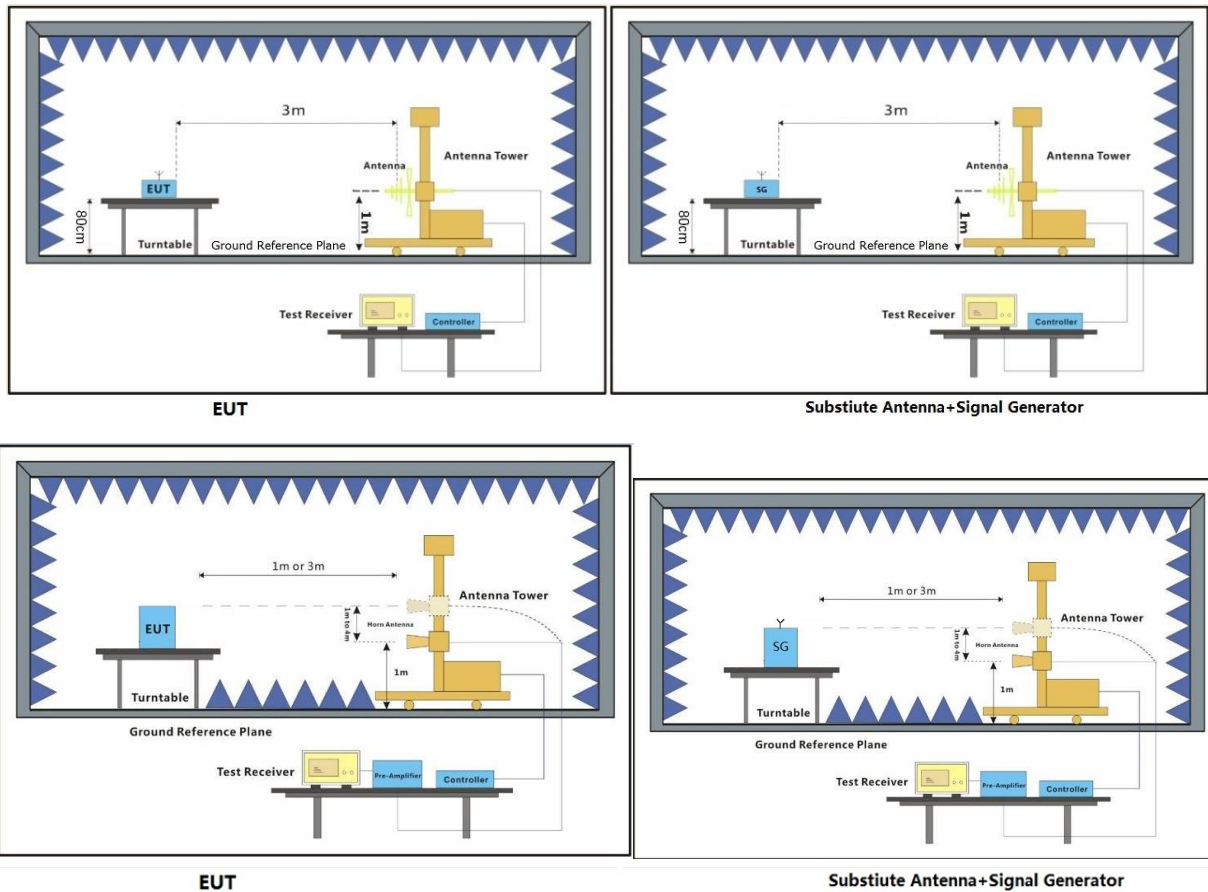 3m
Antenna
Antenna Tower
EUT
80cm
1m
Turntable
Ground Reference Plane
Test Receiver
Controller
EUT
3m
Antenna
Antenna Tower
SG
80cm
1m
Turntable
Ground Reference Plane
Test Receiver
Controller
Substiute Antenna+Signal Generator
1m or 3m
Antenna Tower
1m to 4m
Horn Antenna
EUT
1m
Turntable
Ground Reference Plane
Test Receiver
Pre-Amplifier
Controller
EUT
1m or 3m
Antenna Tower
1m to 4m
Horn Antenna
SG
1m
Turntable
Ground Reference Plane
Test Receiver
Pre-Amplifier
Controller
Substiute Antenna+Signal Generator